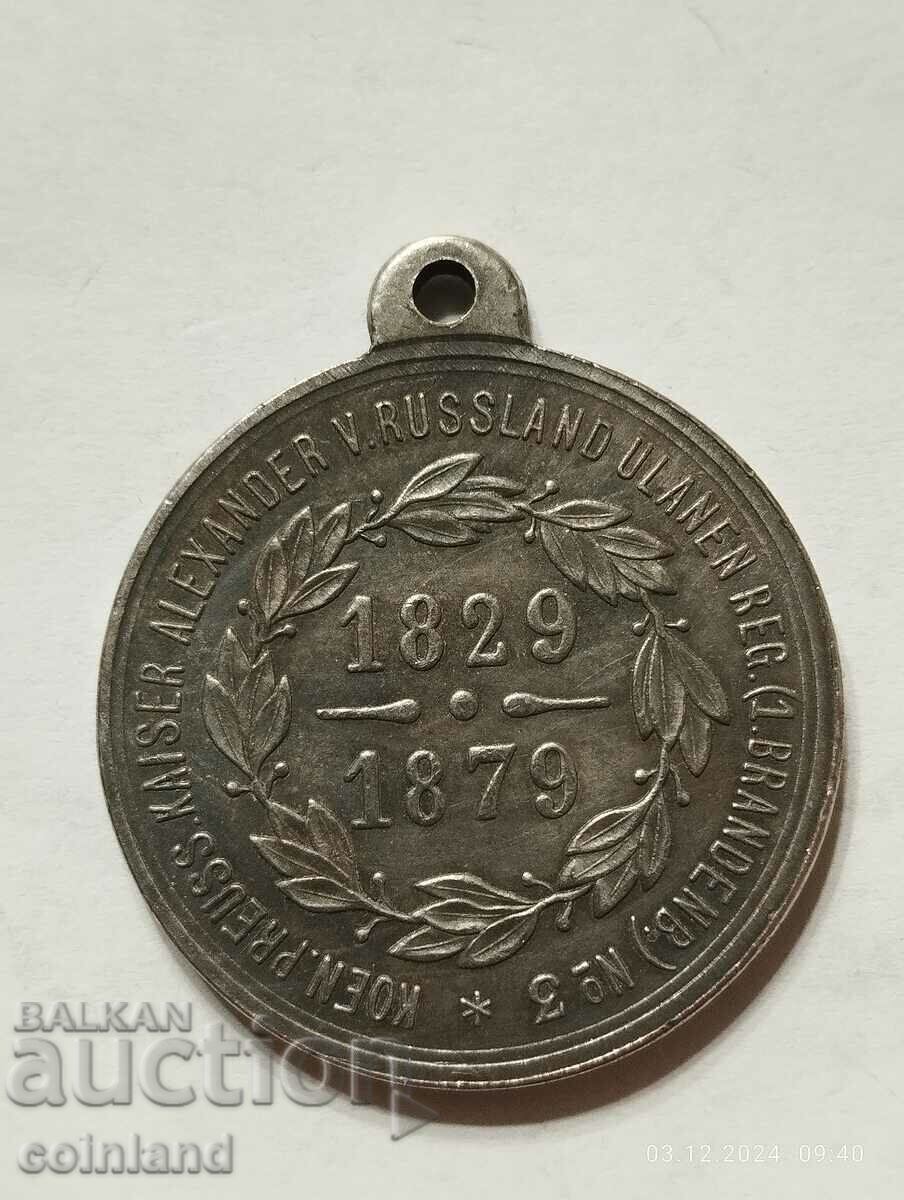 KOEN. PREUSS. KAISER ALEXANDER V. RUSSLAND ULANEN REG. (1. BRANDENB.) No 3 *
1829
1879
BALKAN
auction
coinland
03.12.2024 09:40